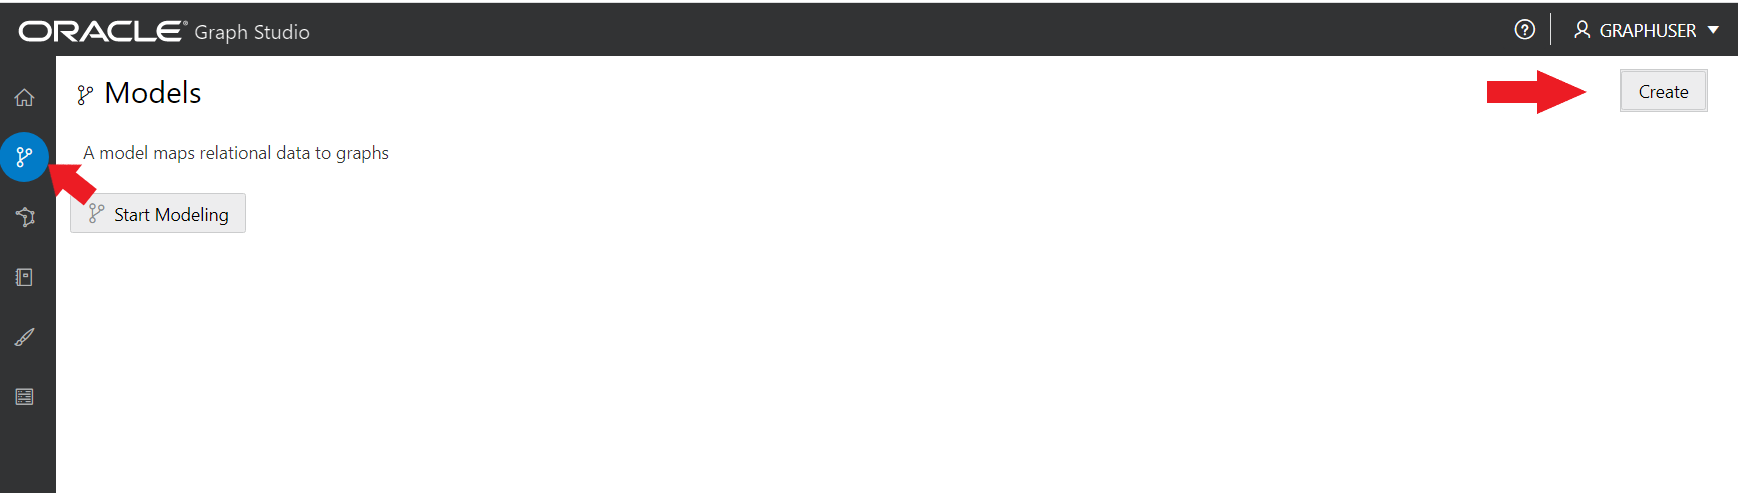 ORACLE® Graph Studio
GRAPHUSER
Models
Create
A model maps relational data to graphs
Start Modeling